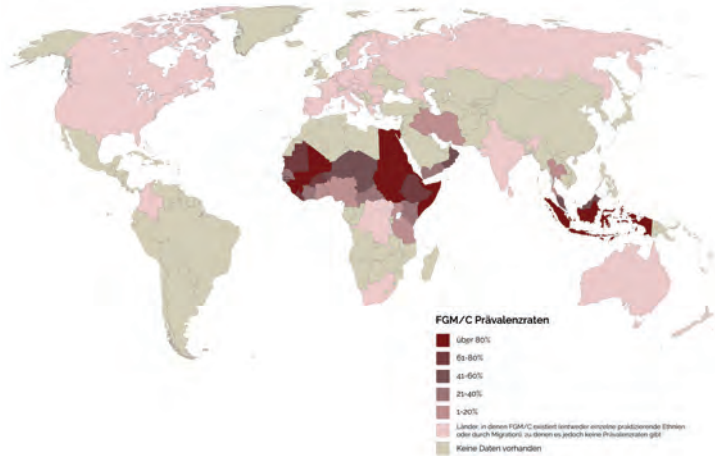 FGM/C Prävalenzraten
über 80%
61-80%
41-60%
21-40%
1-20%
Länder, in denen FGM/C existiert (entweder einzelne praktizierende Ethnien
oder durch Migration), zu denen es jedoch keine Prävalenzraten gibt
Keine Daten vorhanden